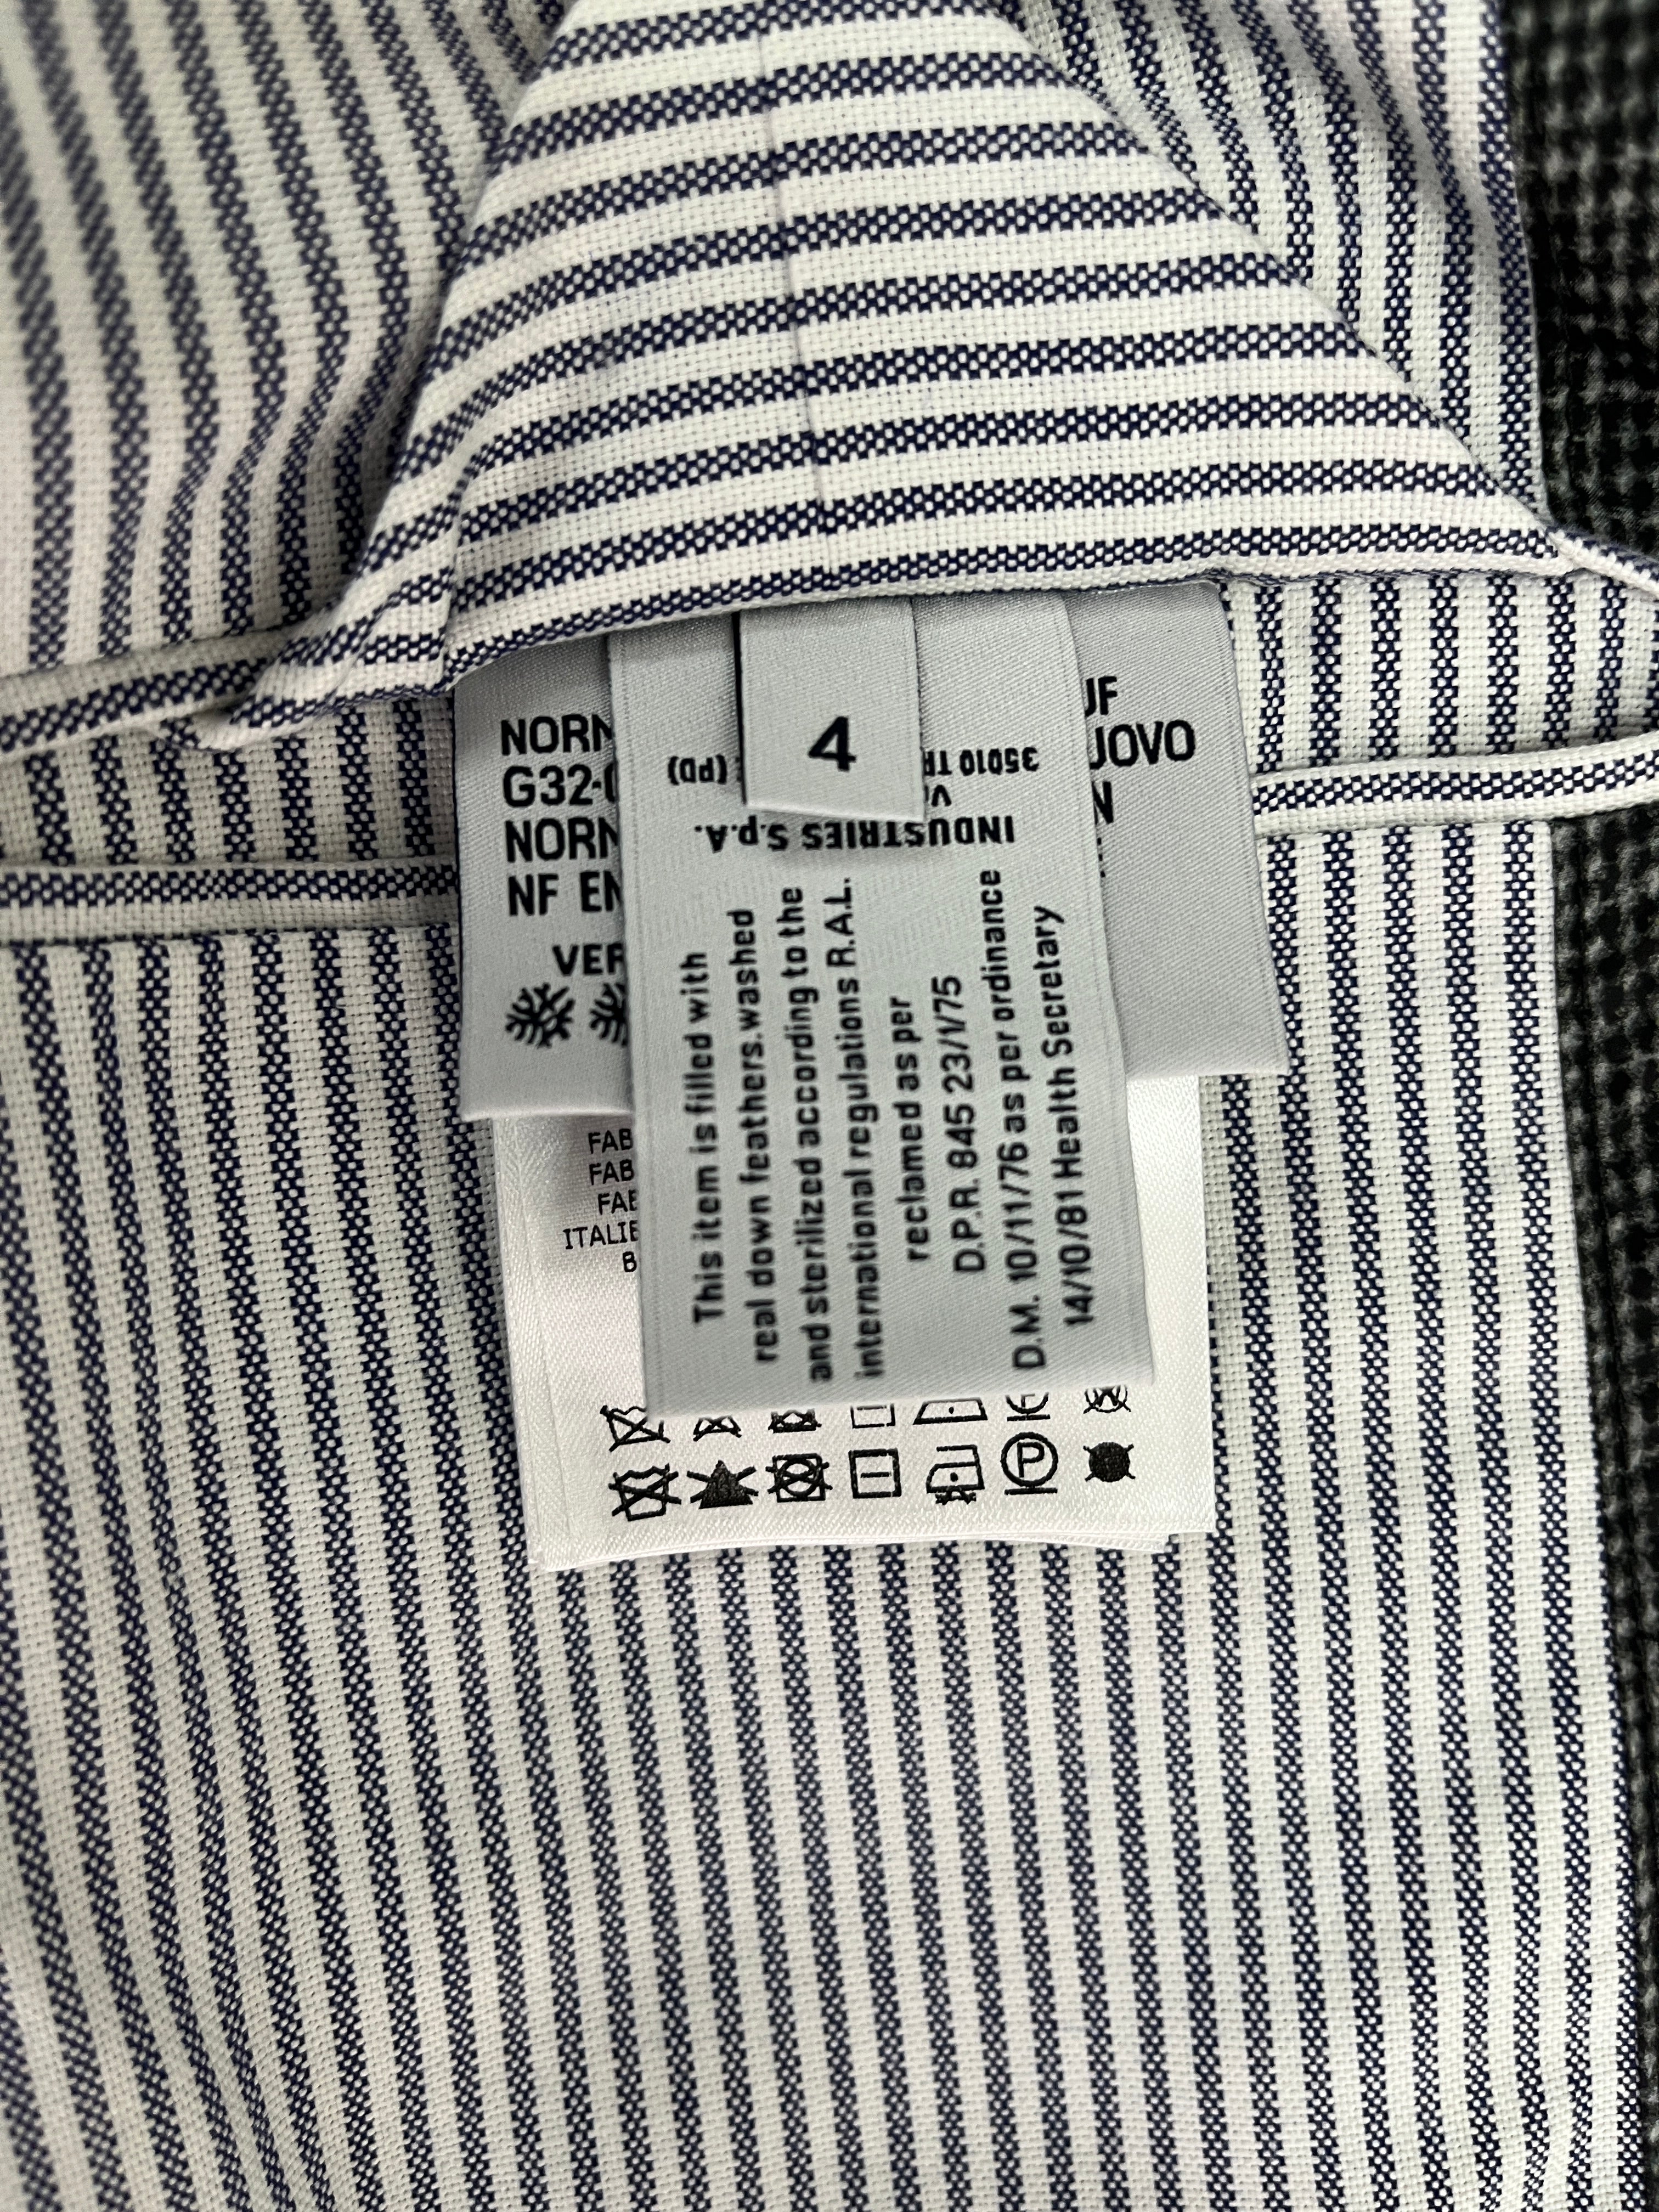 4
(PD)
35010 TR
INDUSTRIES S.p.A.
This item is filled with
real down feathers.washed
and sterilized according to the
international regulations R.A.L.
reclamed as per
D.P.R. 845 23/1/75
D.M. 10/11/76 as per ordinance
14/10/81 Health Secretary
NORN
G32-
NORN
NF EN
VER
UF
UOVO
N
FAB
FAB
FAB
ITALIE
B
P